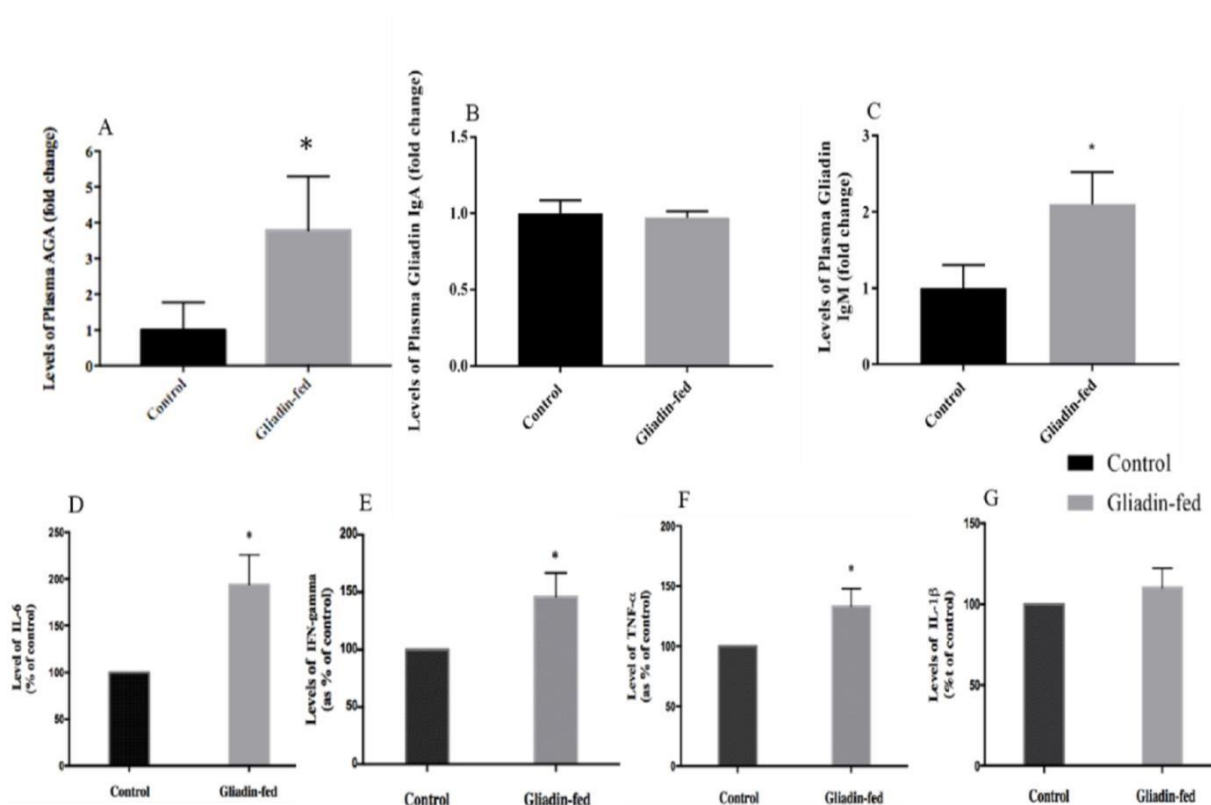 A
Levels of Plasma AGA (fold change)
6
5
4
3
2
1
0
Control
Gliadin-fed
*
B
Levels of Plasma Gliadin IgA (fold change)
1.5
1.0
0.5
0.0
Control
Gliadin-fed
C
Levels of Plasma Gliadin
IgM (fold change)
3
2
1
0
Control
Gliadin-fed
*
Control
Gliadin-fed
D
Level of IL-6
(% of control)
250
200
150
100
50
0
Control
Gliadin-fed
*
E
Levels of IFN-gamma
(as % of control)
200
150
100
50
0
Control
Gliadin-fed
*
F
Level of TNF-α
(as % of control)
200
150
100
50
0
Control
Gliadin-fed
*
G
Levels of IL-1β
(%t of control)
150
100
50
0
Control
Gliadin-fed